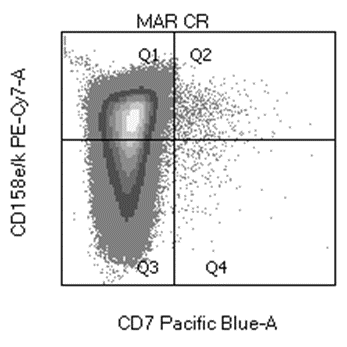 MAR CR
Q1 Q2
CD158e/k PE-Cy7-A
Q3 Q4
CD7 Pacific Blue-A